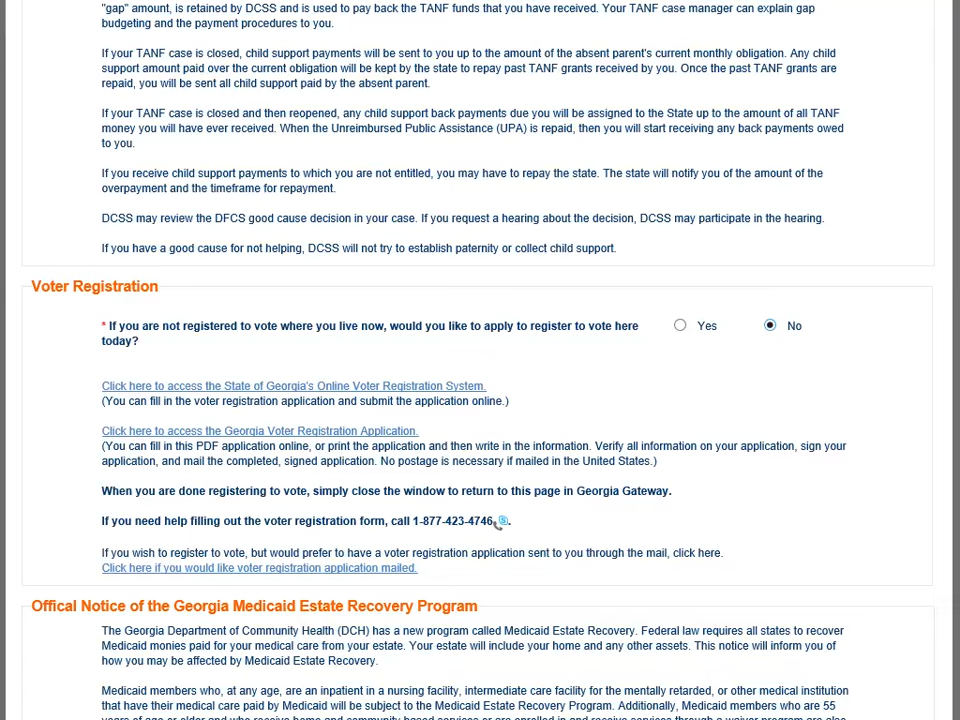 "gap" amount, is retained by DCSS and is used to pay back the TANF funds that you have received. Your TANF case manager can explain gap
budgeting and the payment procedures to you.
If your TANF case is closed, child support payments will be sent to you up to the amount of the absent parent's current monthly obligation. Any child
support amount paid over the current obligation will be kept by the state to repay past TANF grants received by you. Once the past TANF grants are
repaid, you will be sent all child support paid by the absent parent.
If your TANF case is closed and then reopened, any child support back payments due you will be assigned to the State up to the amount of all TANF
money you will have ever received. When the Unreimbursed Public Assistance (UPA) is repaid, then you will start receiving any back payments owed
to you.
If you receive child support payments to which you are not entitled, you may have to repay the state. The state will notify you of the amount of the
overpayment and the timeframe for repayment.
DCSS may review the DFCS good cause decision in your case. If you request a hearing about the decision, DCSS may participate in the hearing.
If you have a good cause for not helping, DCSS will not try to establish paternity or collect child support.
Voter Registration
* If you are not registered to vote where you live now, would you like to apply to register to vote here Yes No
today?
Click here to access the State of Georgia's Online Voter Registration System.
(You can fill in the voter registration application and submit the application online.)
Click here to access the Georgia Voter Registration Application.
(You can fill in this PDF application online, or print the application and then write in the information. Verify all information on your application, sign your
application, and mail the completed, signed application. No postage is necessary if mailed in the United States.)
When you are done registering to vote, simply close the window to return to this page in Georgia Gateway.
If you need help filling out the voter registration form, call 1-877-423-4746.
If you wish to register to vote, but would prefer to have a voter registration application sent to you through the mail, click here.
Click here if you would like voter registration application mailed.
Offical Notice of the Georgia Medicaid Estate Recovery Program
The Georgia Department of Community Health (DCH) has a new program called Medicaid Estate Recovery. Federal law requires all states to recover
Medicaid monies paid for your medical care from your estate. Your estate will include your home and any other assets. This notice will inform you of
how you may be affected by Medicaid Estate Recovery.
Medicaid members who, at any age, are an inpatient in a nursing facility, intermediate care facility for the mentally retarded, or other medical institution
that have their medical care paid by Medicaid will be subject to the Medicaid Estate Recovery Program. Additionally, Medicaid members who are 55
years of age or older and who receive home and community based services or are enrolled in and receive services through a waiver program are also